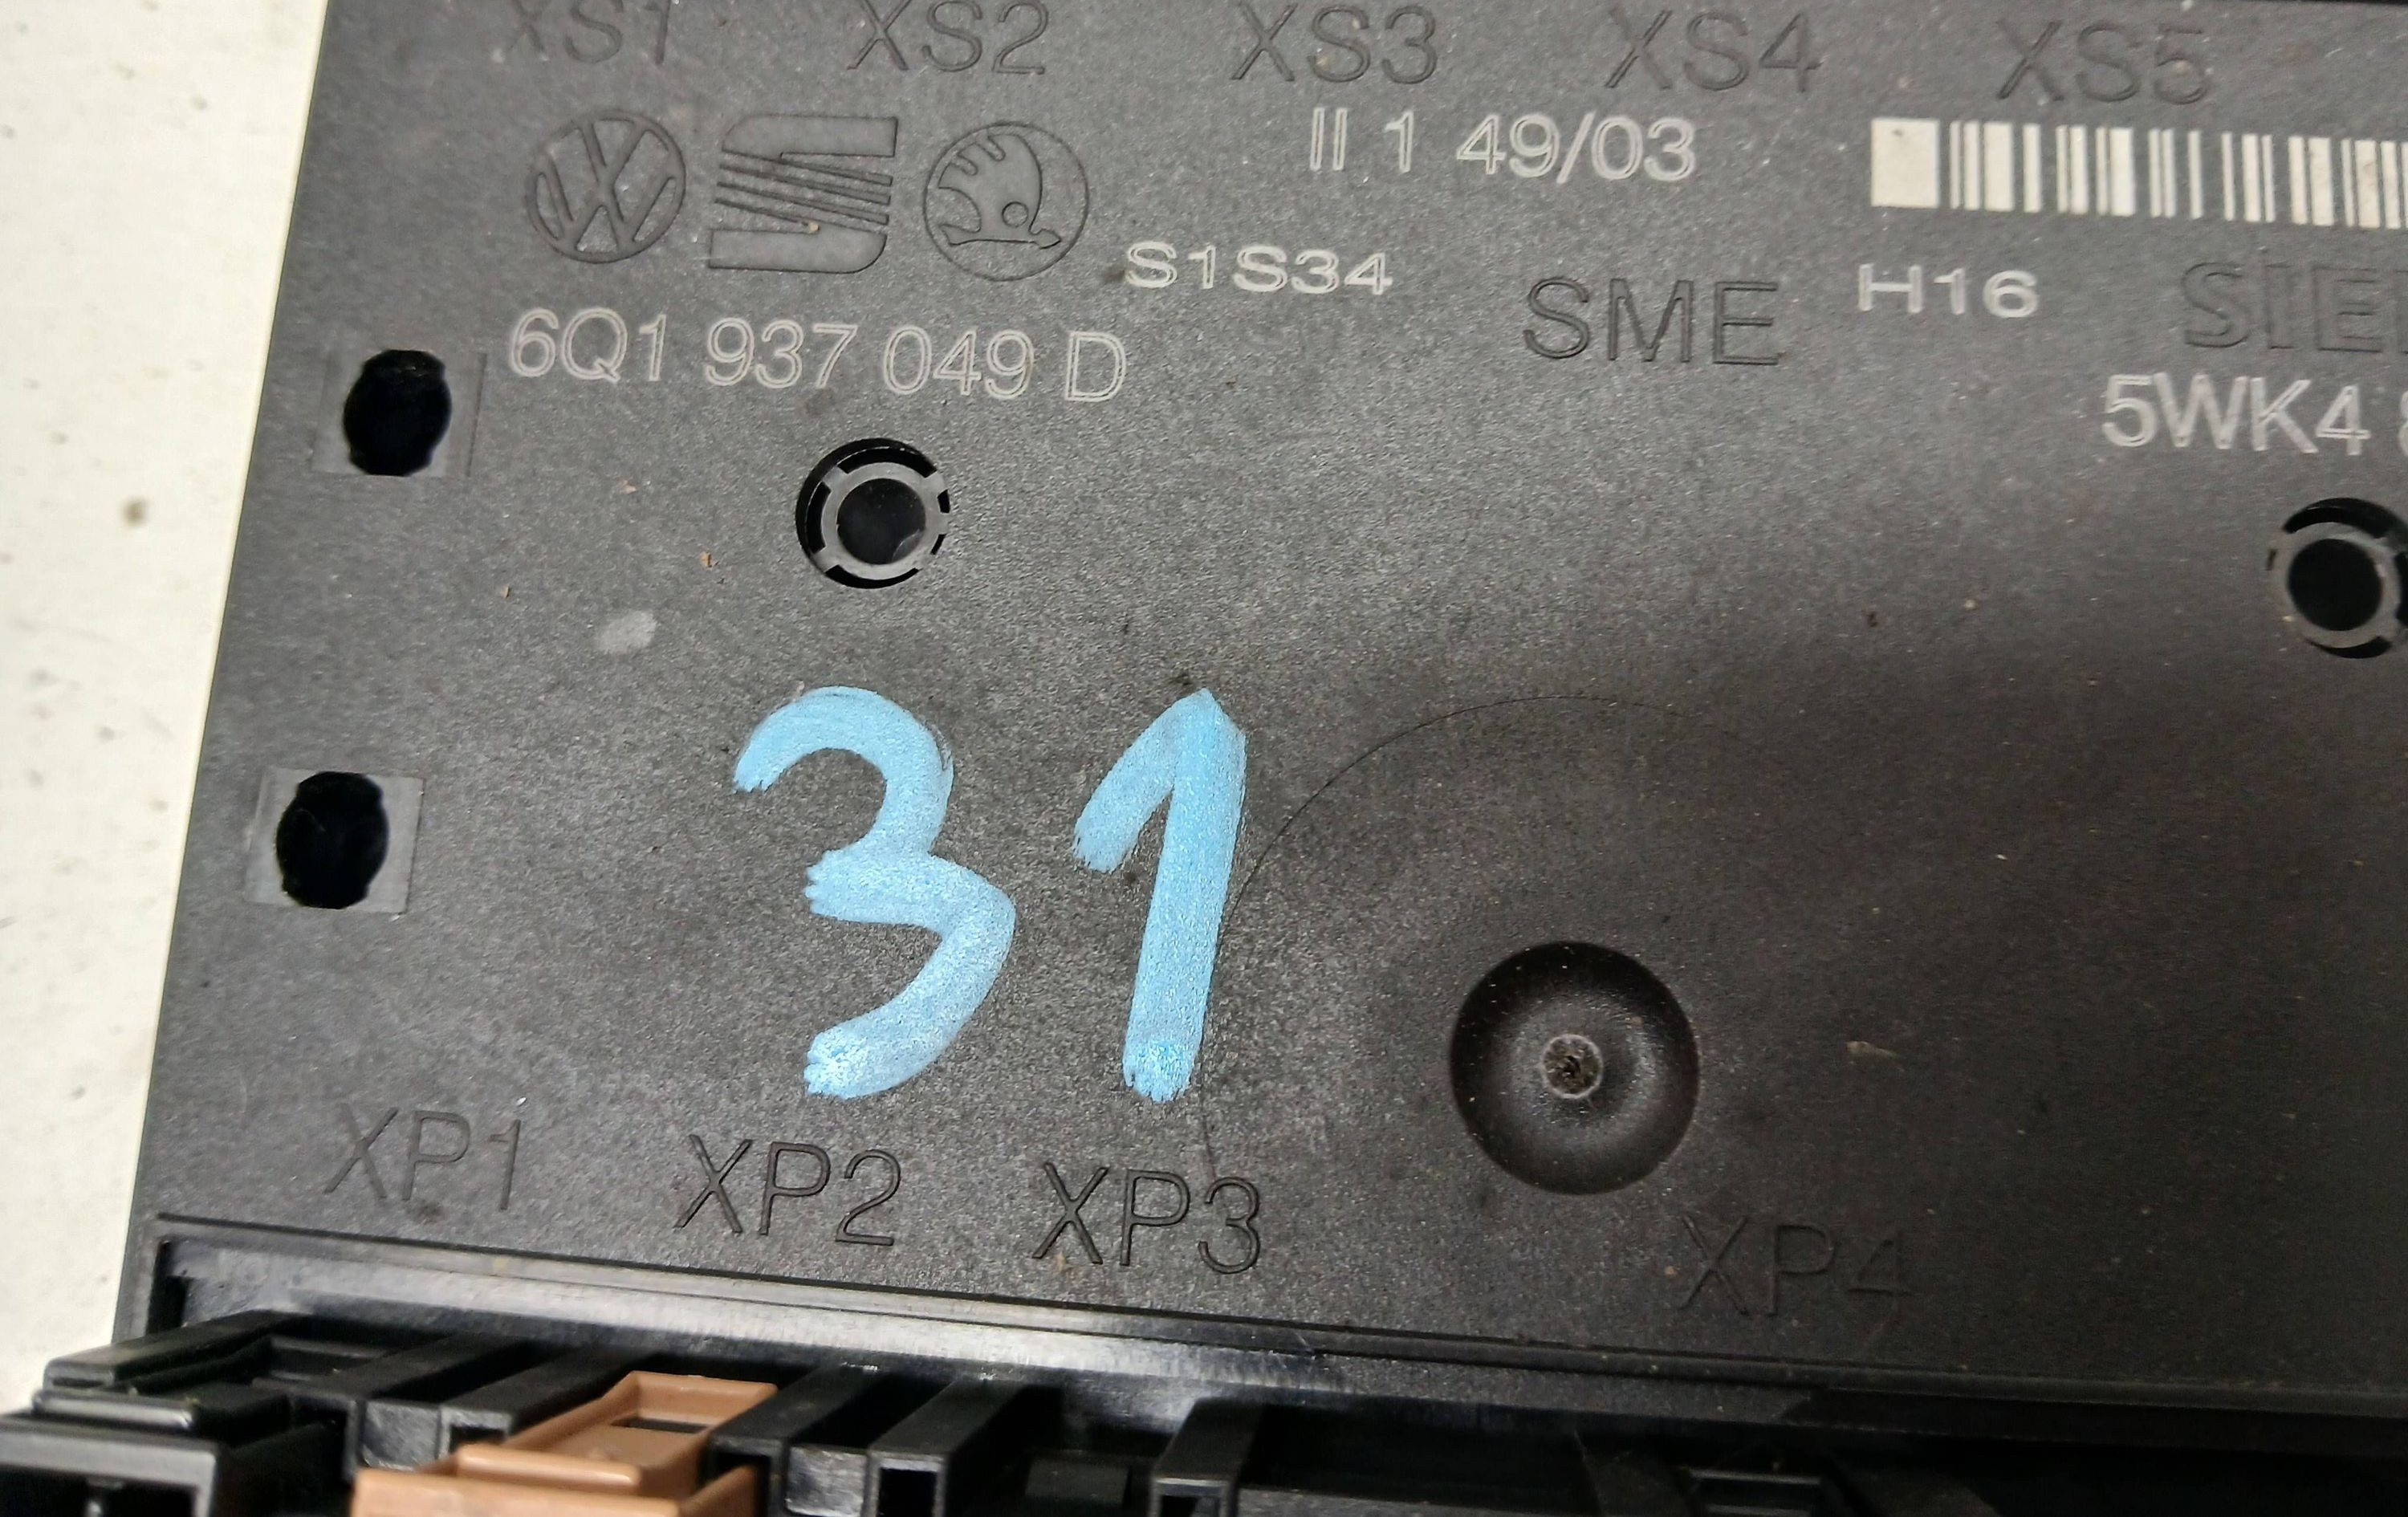 XS1 XS2 XS3 XS4 XS5
II 1 49/03
S1S34 SME H16
6Q1 937 049 D
5WK4
31
XP1 XP2 XP3 XP4